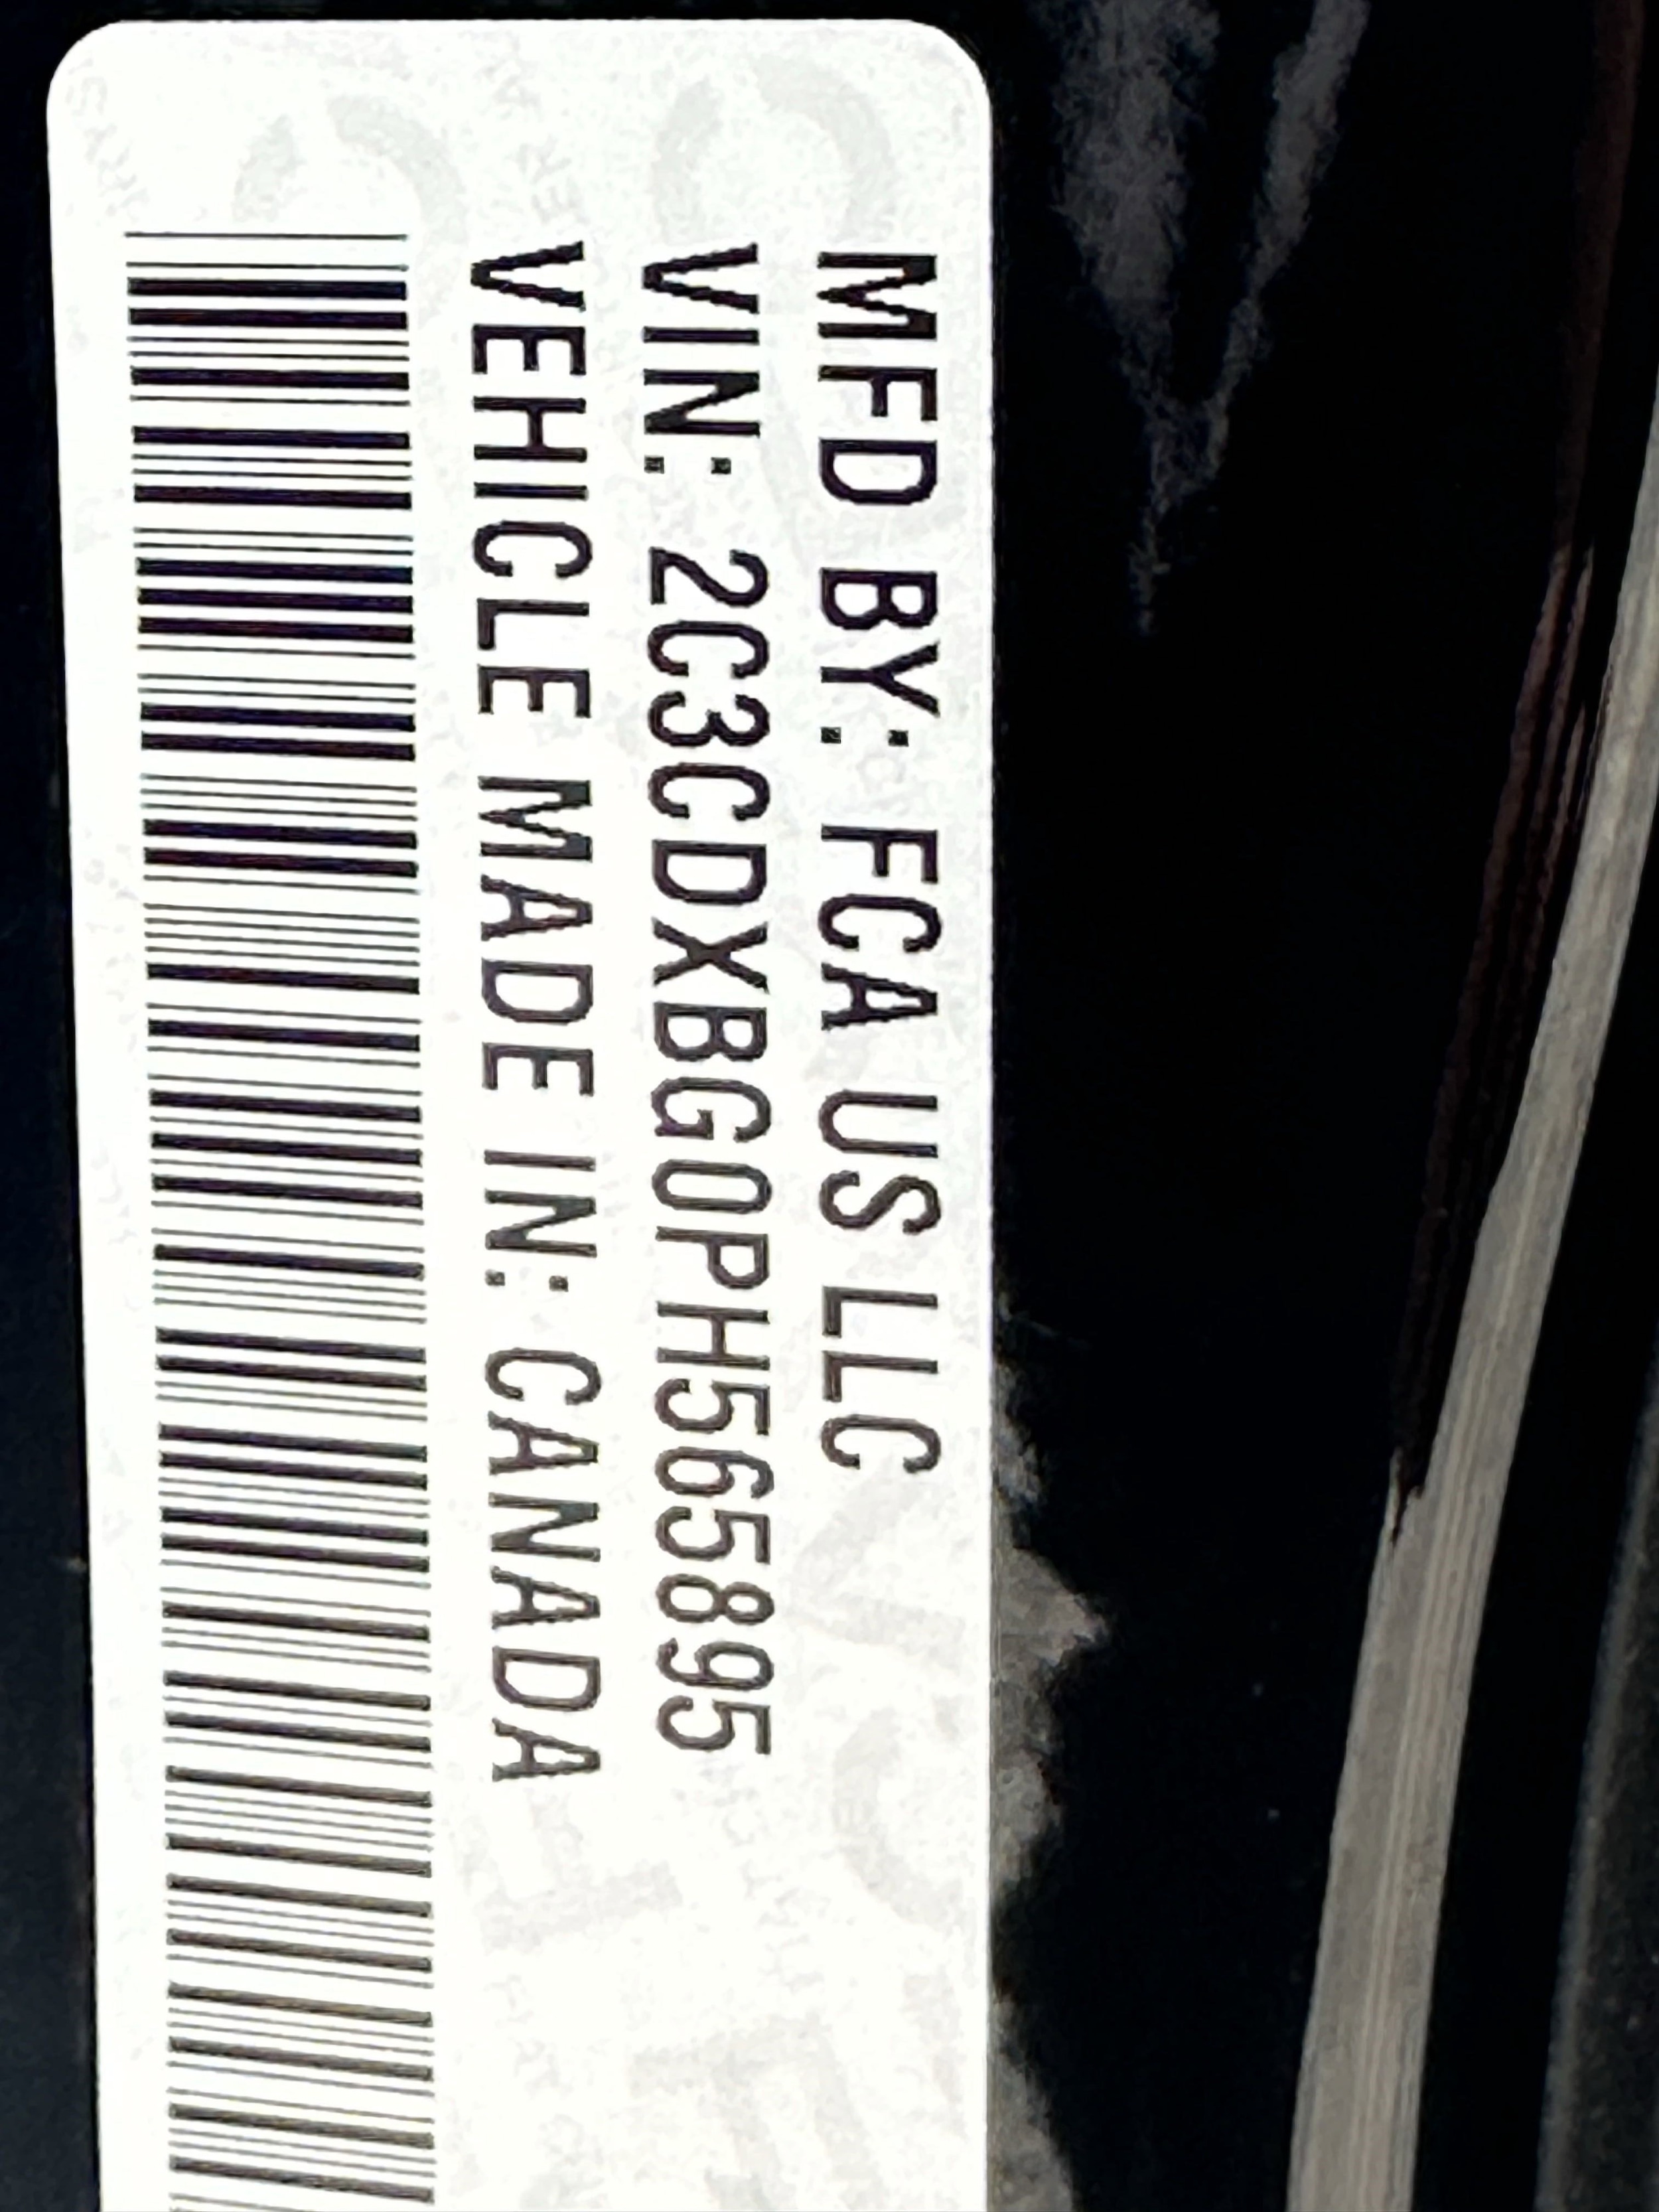 MFD BY: FCA US LLC
VIN: 2C3CDXBG0PH565895
VEHICLE MADE IN: CANADA